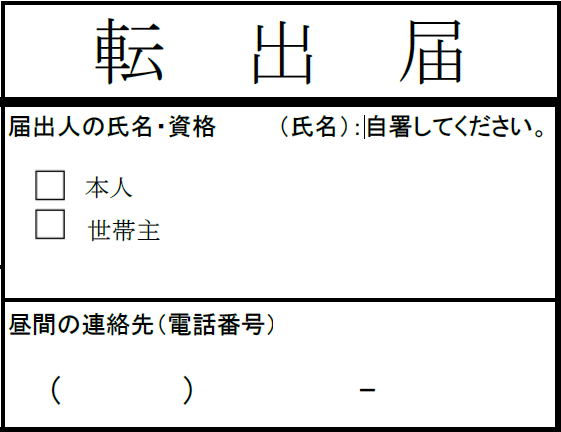 転 出 届
届出人の氏名・資格 （氏名）：自署してください。
□ 本人
□ 世帯主
昼間の連絡先（電話番号）
（ ） －